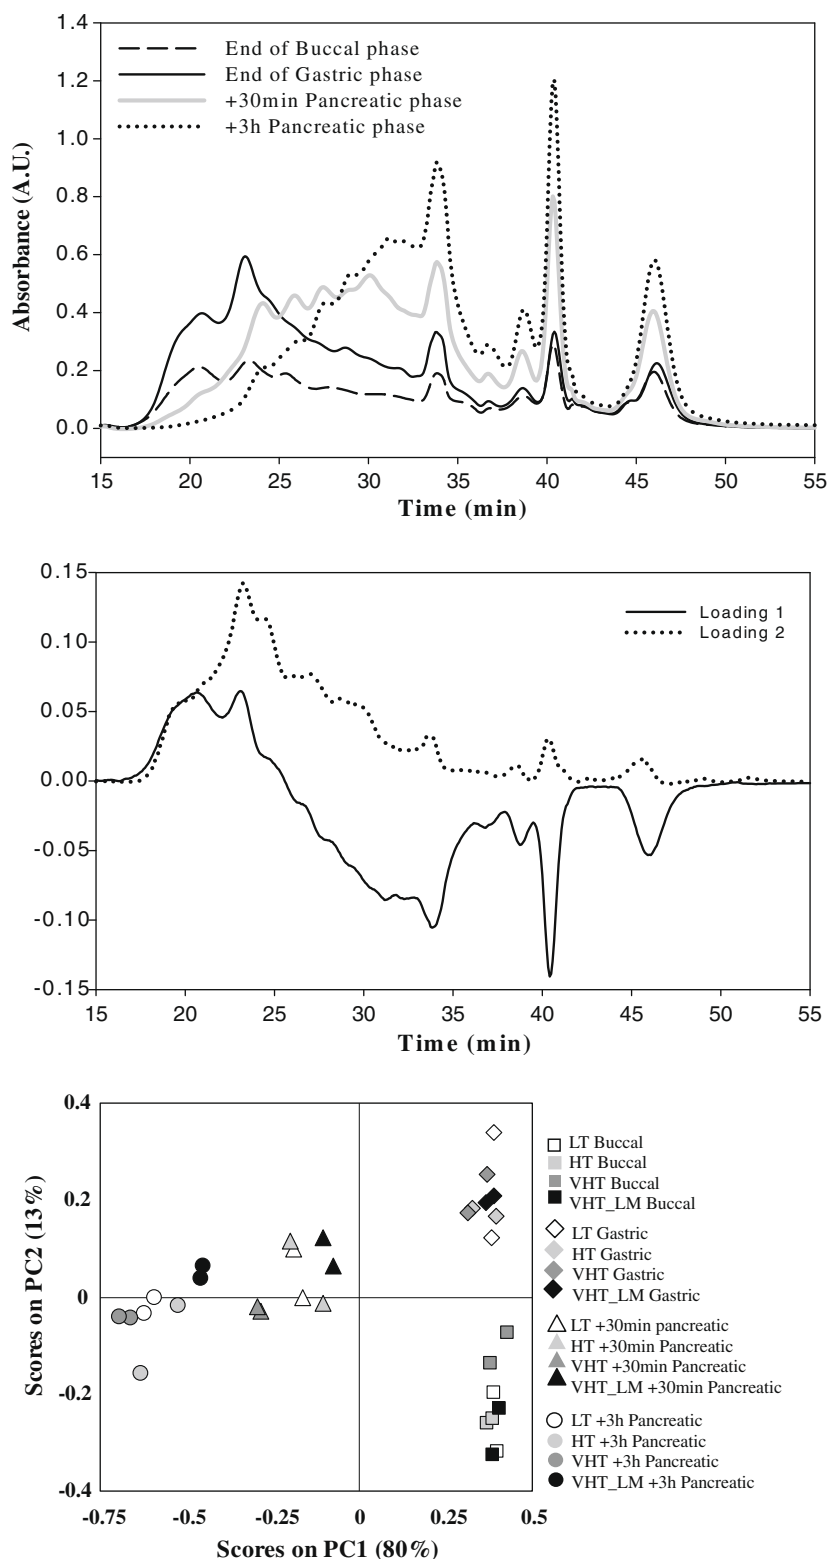 1.4
1.2
1.0
0.8
0.6
0.4
0.2
0.0
Absorbance (A.U.)
End of Buccal phase
End of Gastric phase
+30min Pancreatic phase
+3h Pancreatic phase
15 20 25 30 35 40 45 50 55
Time (min)
0.15
0.10
0.05
0.00
-0.05
-0.10
-0.15
Loading 1
Loading 2
15 20 25 30 35 40 45 50 55
Time (min)
0.4
0.2
0
-0.2
-0.4
Scores on PC2 (13%)
-0.75 -0.5 -0.25 0 0.25 0.5
Scores on PC1 (80%)
LT Buccal
HT Buccal
VHT Buccal
VHT_LM Buccal
LT Gastric
HT Gastric
VHT Gastric
VHT_LM Gastric
LT +30min pancreatic
HT +30min Pancreatic
VHT +30min Pancreatic
VHT_LM +30min Pancreatic
LT +3h Pancreatic
HT +3h Pancreatic
VHT +3h Pancreatic
VHT_LM +3h Pancreatic